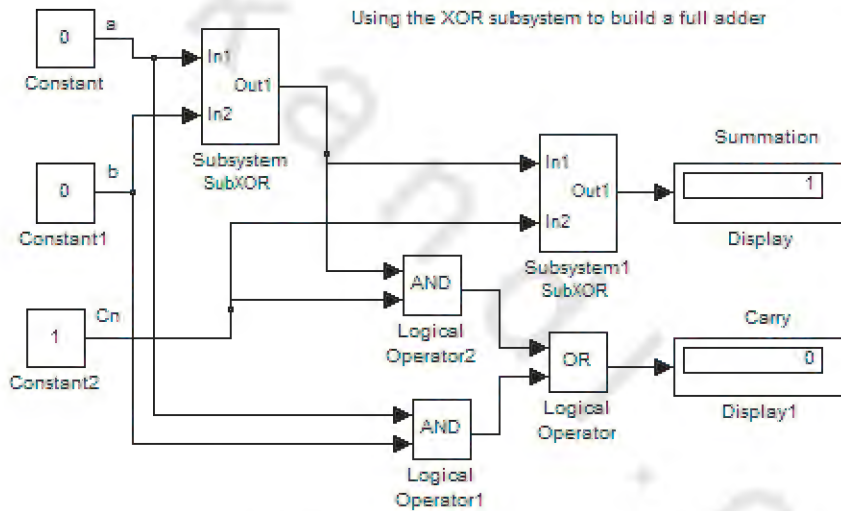 Using the XOR subsystem to build a full adder
0
a
Constant
In1
Out1
In2
Subsystem
SubXOR
0
b
Constant1
In1
Out1
In2
Subsystem1
SubXOR
Summation
1
Display
1
Cn
Constant2
AND
Logical
Operator2
OR
Logical
Operator
Carry
0
Display1
AND
Logical
Operator1